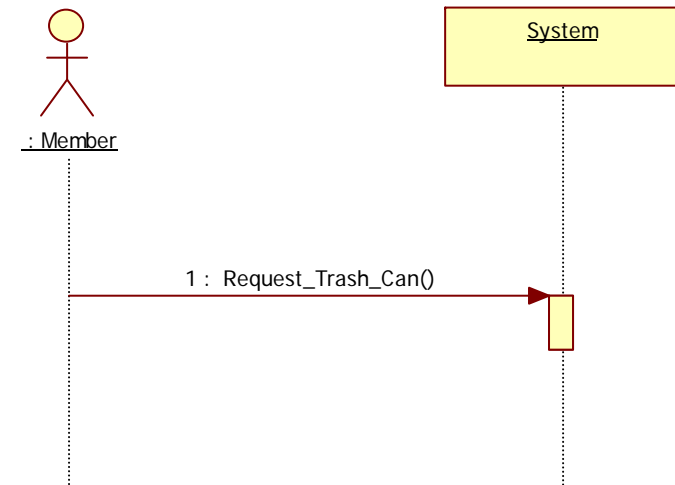 System
: Member
1 : Request_Trash_Can()